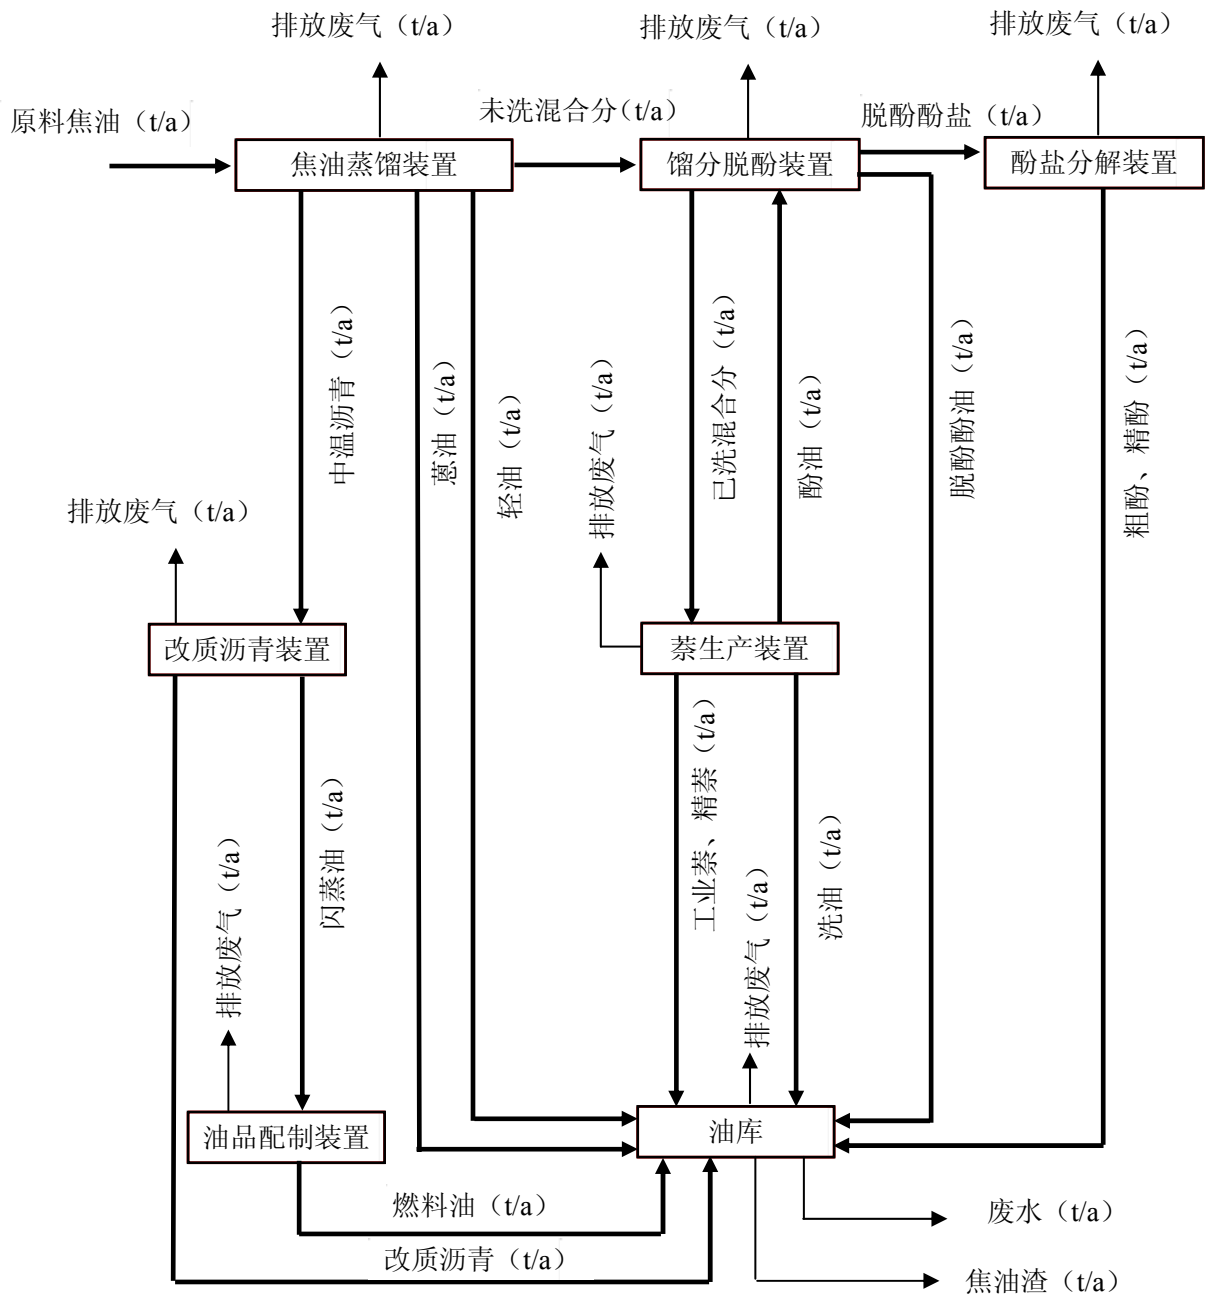 排放废气（t/a）
排放废气（t/a）
排放废气（t/a）
原料焦油（t/a）
未洗混合分(t/a）
脱酚酚盐（t/a）
焦油蒸馏装置
馏分脱酚装置
酚盐分解装置
中温沥青（t/a）
蒽油（t/a）
轻油（t/a）
排放废气（t/a）
已洗混合分（t/a）
酚油（t/a）
脱酚酚油（t/a）
粗酚、精酚（t/a）
排放废气（t/a）
改质沥青装置
萘生产装置
排放废气（t/a）
闪蒸油（t/a）
工业萘、精萘（t/a）
排放废气（t/a）
洗油（t/a）
油品配制装置
油库
燃料油（t/a）
废水（t/a）
改质沥青（t/a）
焦油渣（t/a）